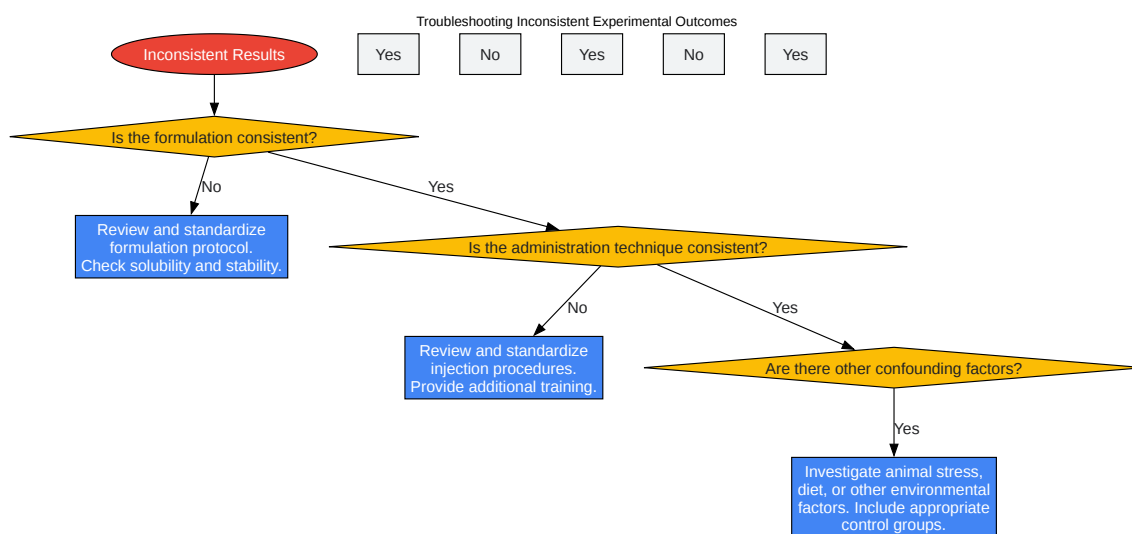 Troubleshooting Inconsistent Experimental Outcomes
Inconsistent Results
Yes
No
Yes
No
Yes
Is the formulation consistent?
No
Yes
Review and standardize
formulation protocol.
Check solubility and stability.
Is the administration technique consistent?
No
Yes
Review and standardize
injection procedures.
Provide additional training.
Are there other confounding factors?
Yes
Investigate animal stress,
diet, or other environmental
factors. Include appropriate
control groups.